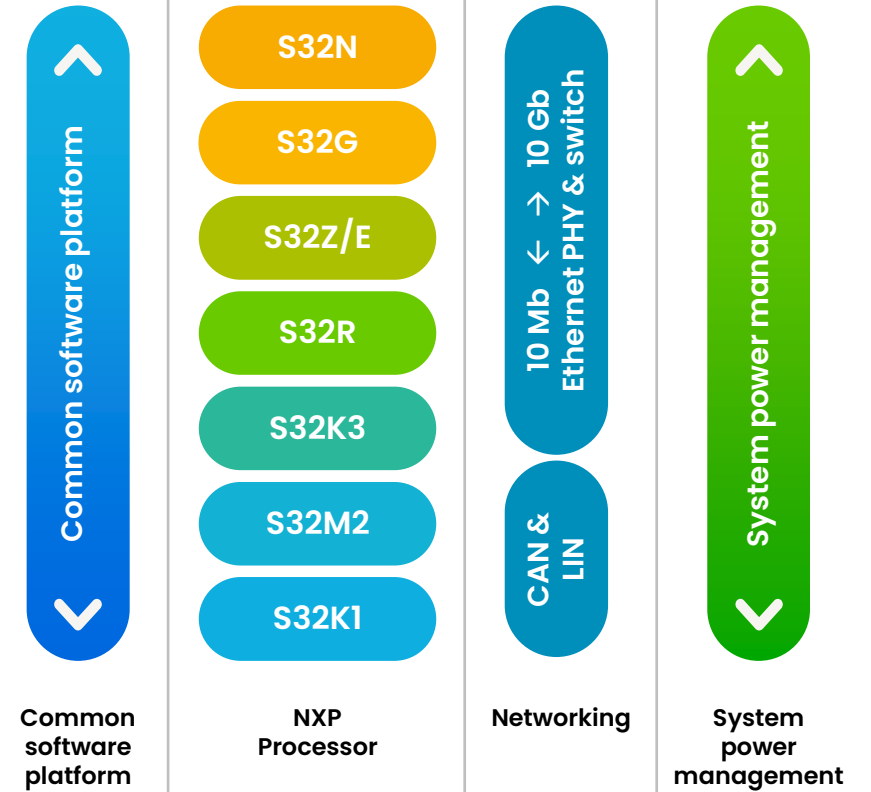 Common software platform
S32N
S32G
S32Z/E
S32R
S32K3
S32M2
S32K1
10 Mb ← → 10 Gb
Ethernet PHY & switch
CAN &
LIN
System power management
Common
software
platform
NXP
Processor
Networking
System
power
management